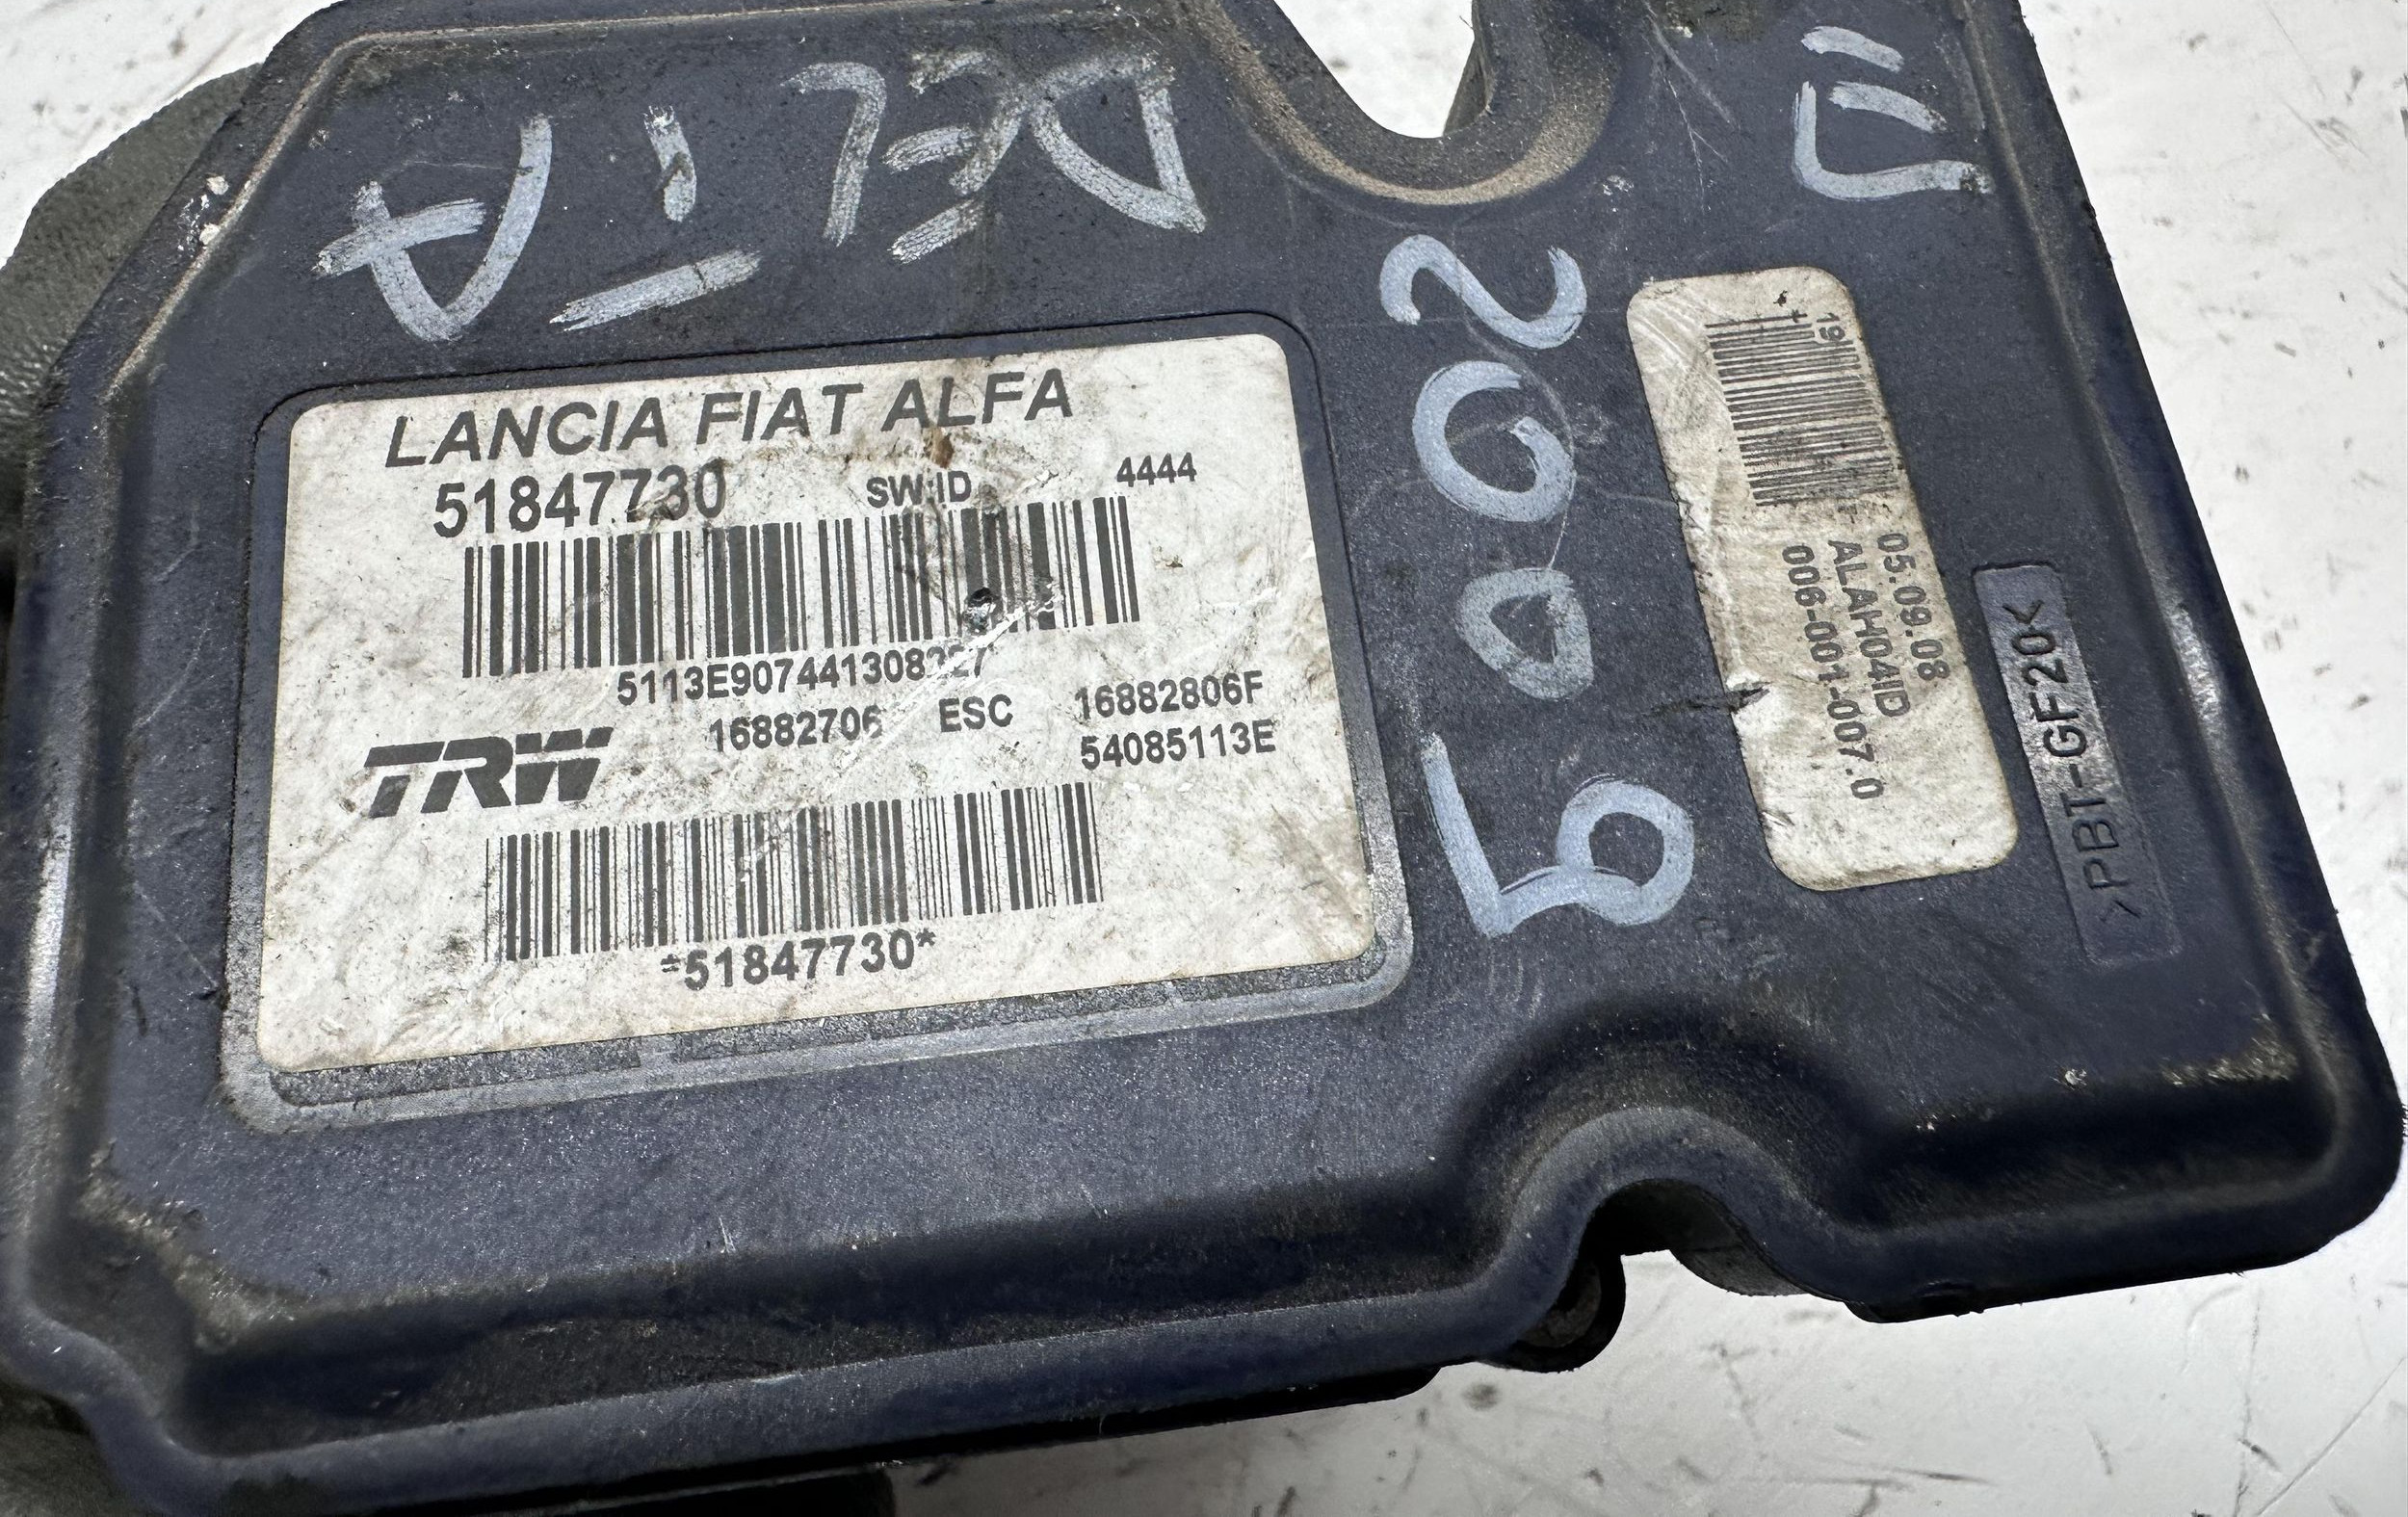 DELTA
2009
LANCIA FIAT ALFA
51847730 SW:ID 4444
16882706 ESC 16882806F
TRW 54085113E
*51847730*
19
05.09.08
ALAH04ID
006-001-007.0
>PBT-GF20<